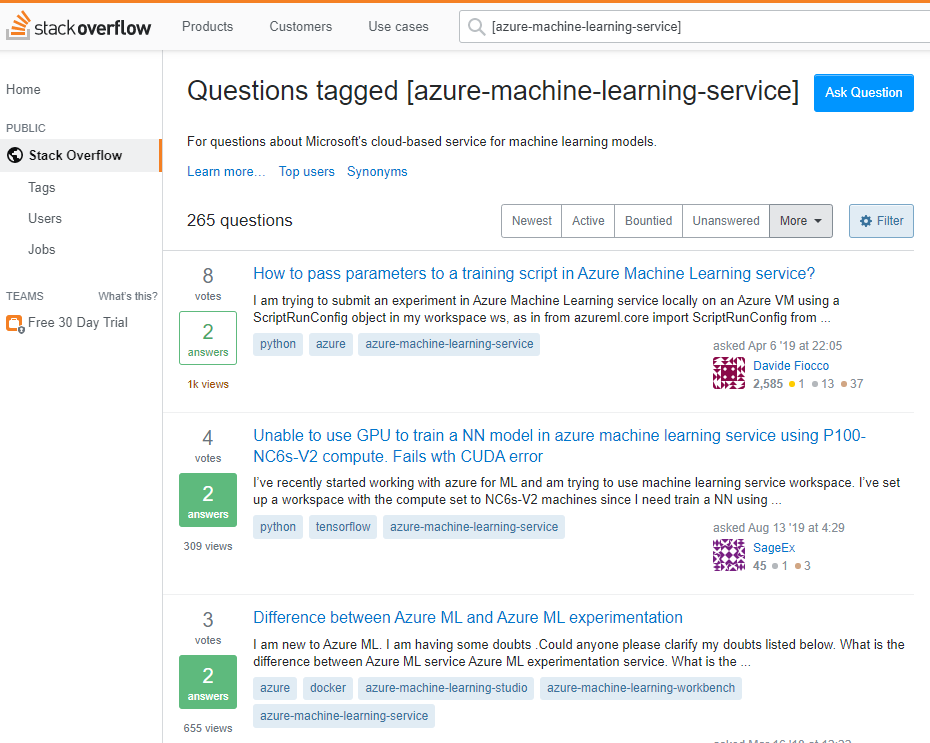 stackoverflow Products Customers Use cases [azure-machine-learning-service]
Home
PUBLIC
Stack Overflow
Tags
Users
Jobs
TEAMS What's this?
Free 30 Day Trial
Questions tagged [azure-machine-learning-service] Ask Question
For questions about Microsoft's cloud-based service for machine learning models.
Learn more… Top users Synonyms
265 questions Newest Active Bountied Unanswered More Filter
8
votes
2
answers
1k views
How to pass parameters to a training script in Azure Machine Learning service?
I am trying to submit an experiment in Azure Machine Learning service locally on an Azure VM using a
ScriptRunConfig object in my workspace ws, as in from azureml.core import ScriptRunConfig from ...
python azure azure-machine-learning-service
asked Apr 6 '19 at 22:05
Davide Fiocco
2,585 1 13 37
4
votes
2
answers
309 views
Unable to use GPU to train a NN model in azure machine learning service using P100-
NC6s-V2 compute. Fails wth CUDA error
I've recently started working with azure for ML and am trying to use machine learning service workspace. I've set
up a workspace with the compute set to NC6s-V2 machines since I need train a NN using ...
python tensorflow azure-machine-learning-service
asked Aug 13 '19 at 4:29
SageEx
45 1 3
3
votes
2
answers
655 views
Difference between Azure ML and Azure ML experimentation
I am new to Azure ML. I am having some doubts .Could anyone please clarify my doubts listed below. What is the
difference between Azure ML service Azure ML experimentation service. What is the ...
azure docker azure-machine-learning-studio azure-machine-learning-workbench
azure-machine-learning-service